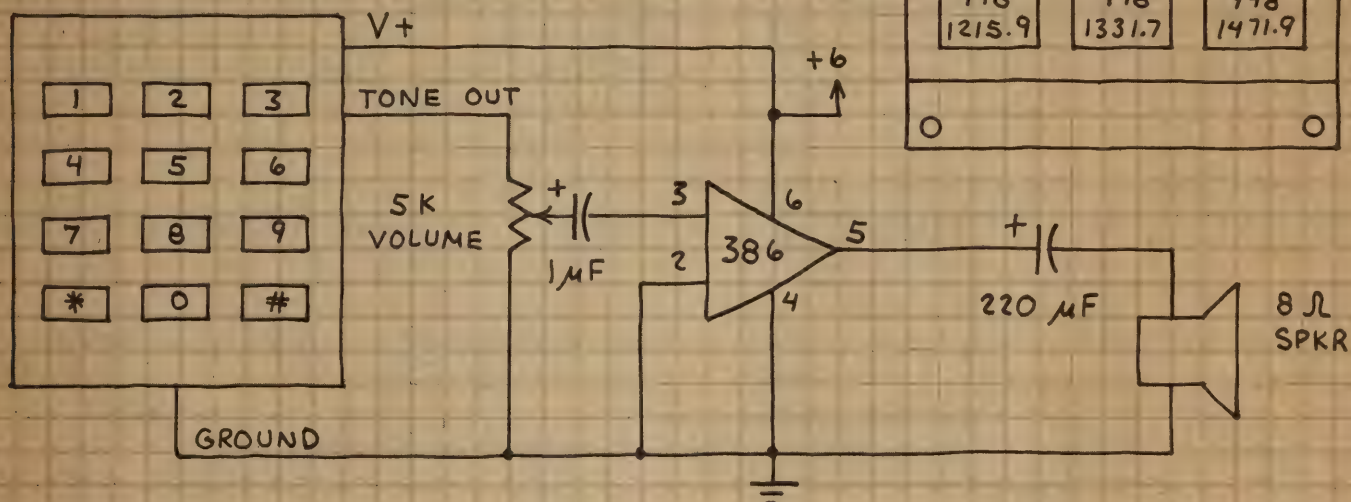 1215.9 1331.7 1471.9
V+
+6
TONE OUT
1 2 3
4 5 6
7 8 9
* 0 #
5K
VOLUME
+
1µF
3
2
386
6
5
4
+
220 µF
8 Ω
SPKR
GROUND